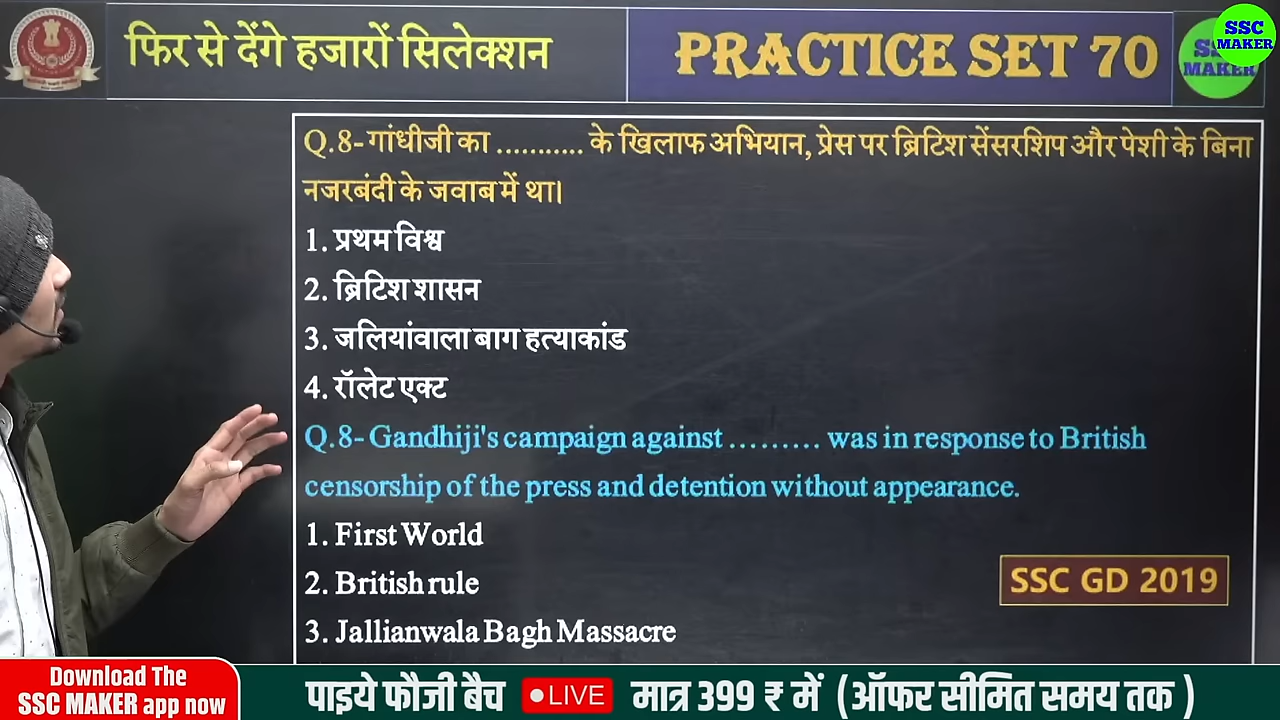 फिर से देंगे हजारों सिलेक्शन
PRACTICE SET 70
SSC
MAKER
MAKER
Q.8- गांधीजी का ........... के खिलाफ अभियान, प्रेस पर ब्रिटिश सेंसरशिप और पेशी के बिना
नजरबंदी के जवाब में था।
1. प्रथम विश्व
2. ब्रिटिश शासन
3. जलियांवाला बाग हत्याकांड
4. रॉलेट एक्ट
Q.8- Gandhiji's campaign against ......... was in response to British
censorship of the press and detention without appearance.
1. First World
2. British rule
SSC GD 2019
3. Jallianwala Bagh Massacre
Download The
SSC MAKER app now
पाइये फौजी बैच LIVE मात्र 399 ₹ में (ऑफर सीमित समय तक )